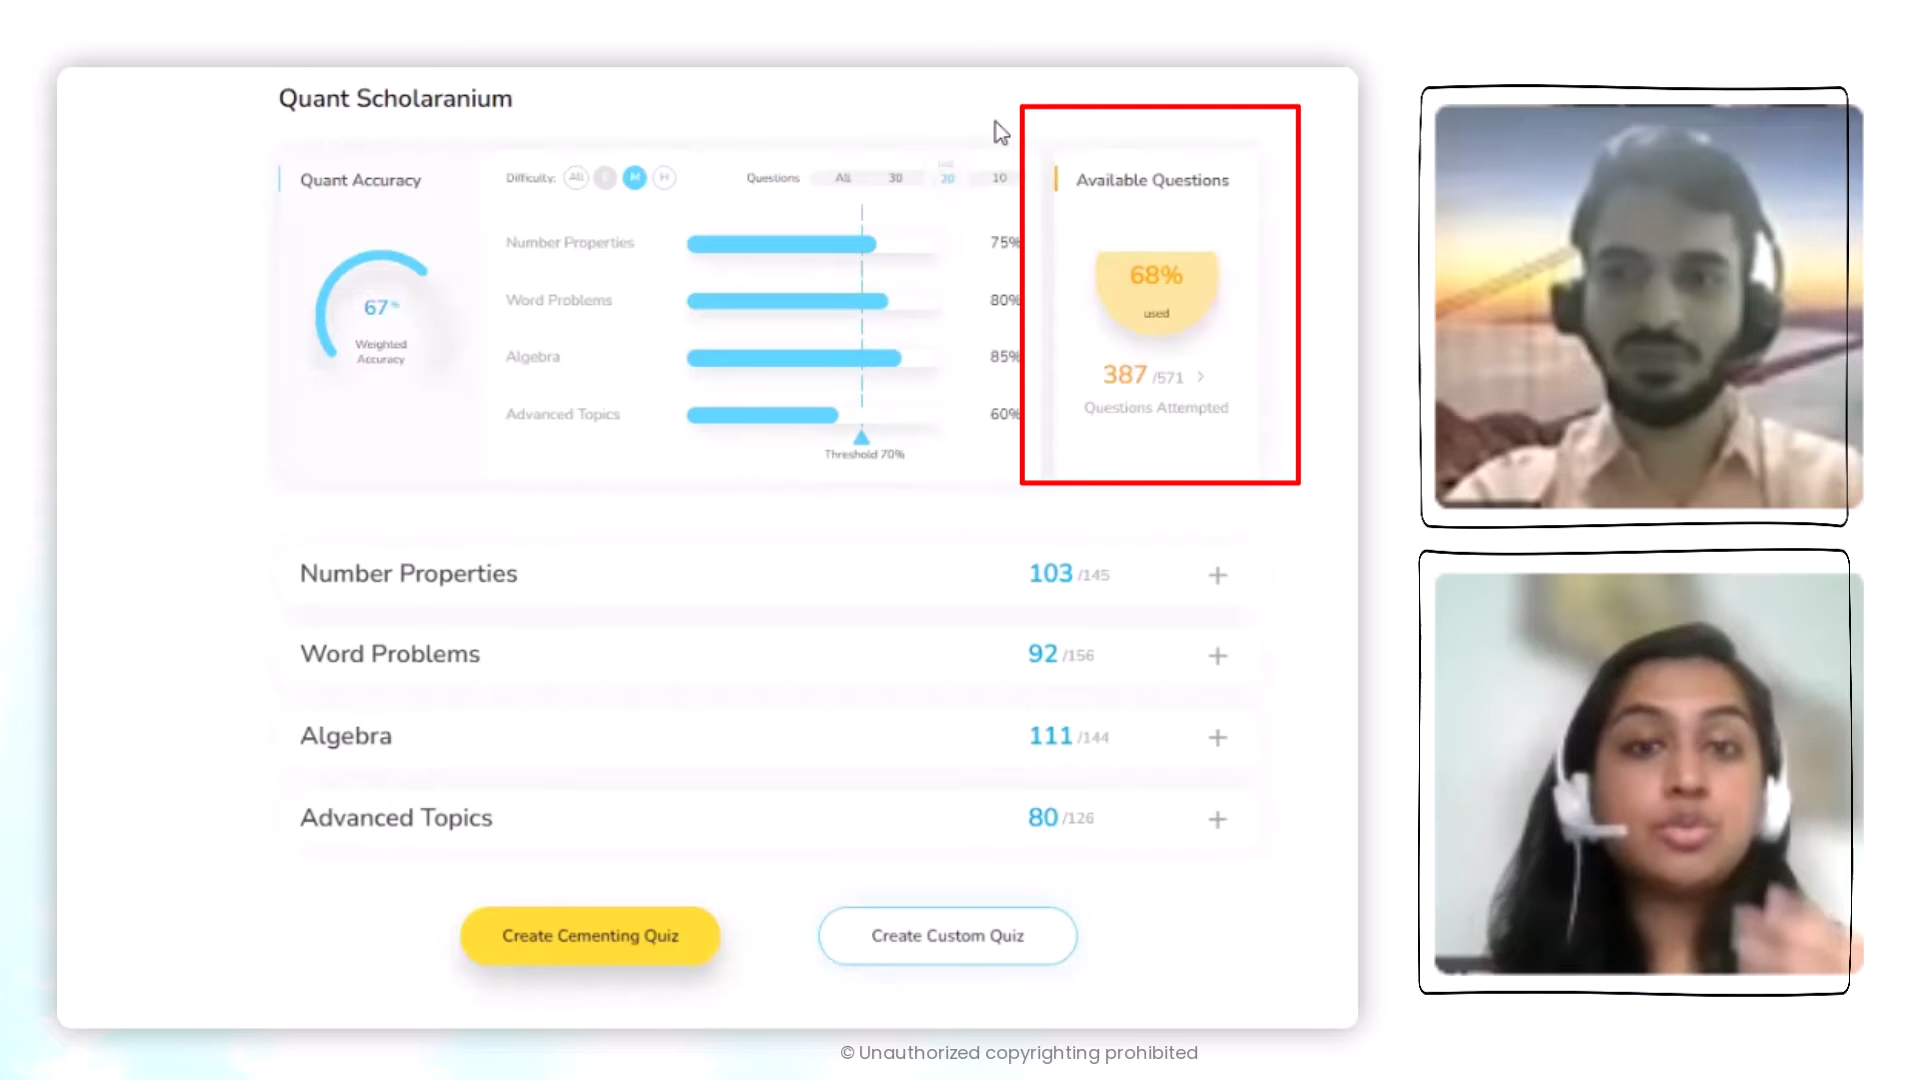 Quant Scholaranium
Quant Accuracy
Difficulty: All E M H
Questions All 30 20 10
Available Questions
67%
Weighted
Accuracy
Number Properties 75%
Word Problems 80%
Algebra 85%
Advanced Topics 60%
Threshold 70%
68%
used
387 /571 >
Questions Attempted
Number Properties 103 /145 +
Word Problems 92 /156 +
Algebra 111 /144 +
Advanced Topics 80 /126 +
Create Cementing Quiz Create Custom Quiz
© Unauthorized copyrighting prohibited